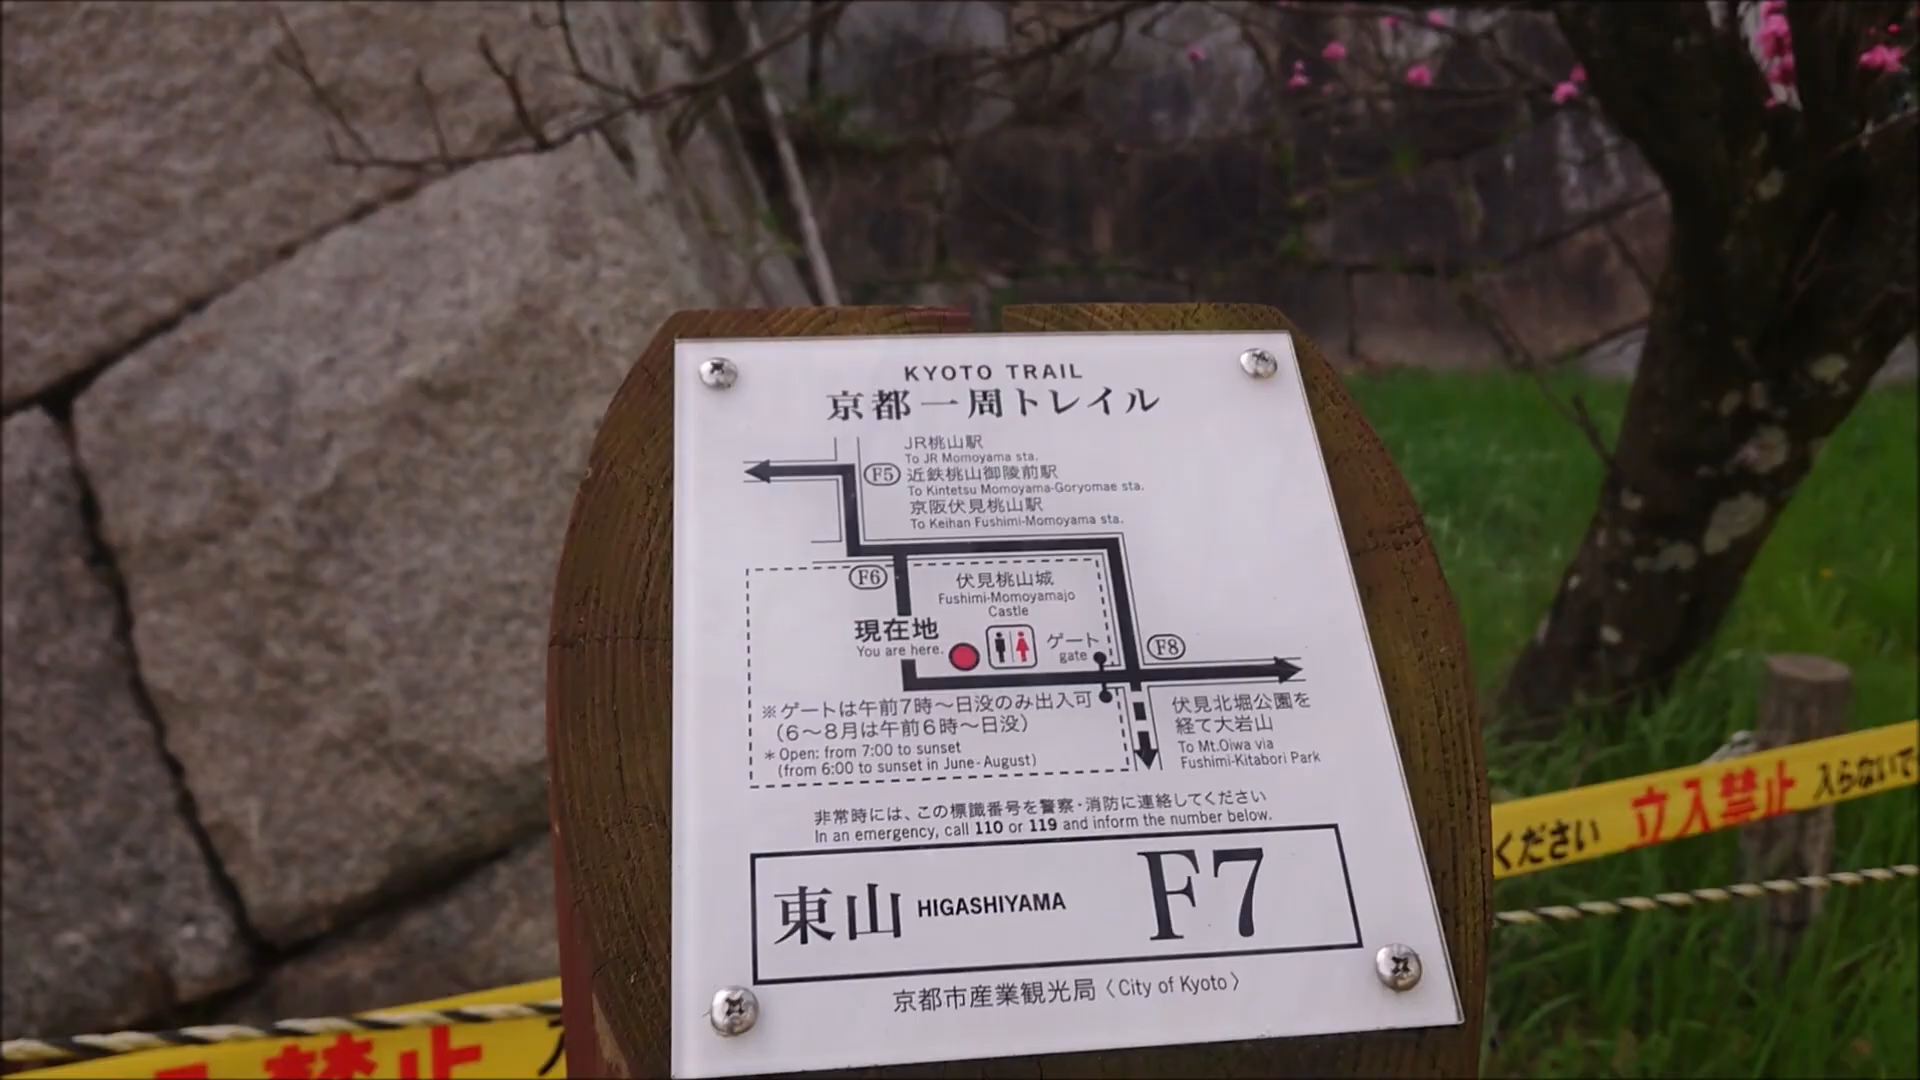 KYOTO TRAIL
京都一周トレイル
JR桃山駅
To JR Momoyama sta.
F5
近鉄桃山御陵前駅
To Kintetsu Momoyama-Goryomae sta.
京阪伏見桃山駅
To Keihan Fushimi-Momoyama sta.
F6
伏見桃山城
Fushimi-Momoyamajo
Castle
現在地
You are here.
ゲート
gate
F8
※ゲートは午前7時～日没のみ出入可
（6～8月は午前6時～日没）
* Open: from 7:00 to sunset
(from 6:00 to sunset in June-August)
伏見北堀公園を
経て大岩山
To Mt.Oiwa via
Fushimi-Kitabori Park
非常時には、この標識番号を警察・消防に連絡してください
In an emergency, call 110 or 119 and inform the number below.
東山 HIGASHIYAMA F7
京都市産業観光局〈City of Kyoto〉
ください 立入禁止 入らないで
入禁止